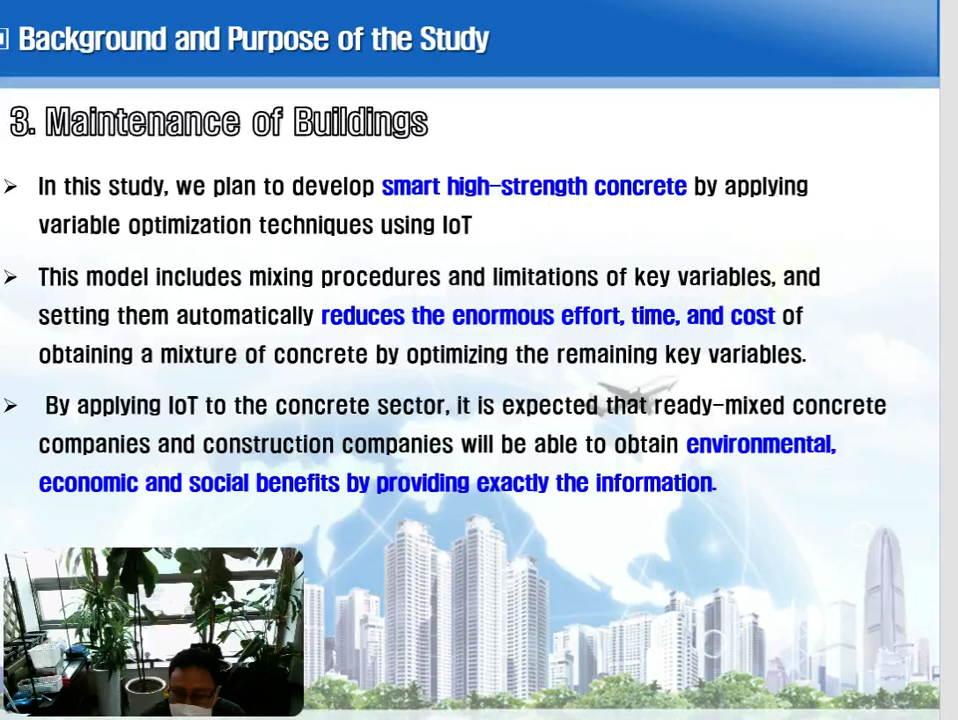 Background and Purpose of the Study
3. Maintenance of Buildings
In this study, we plan to develop smart high-strength concrete by applying
variable optimization techniques using IoT
This model includes mixing procedures and limitations of key variables, and
setting them automatically reduces the enormous effort, time, and cost of
obtaining a mixture of concrete by optimizing the remaining key variables.
By applying IoT to the concrete sector, it is expected that ready-mixed concrete
companies and construction companies will be able to obtain environmental,
economic and social benefits by providing exactly the information.